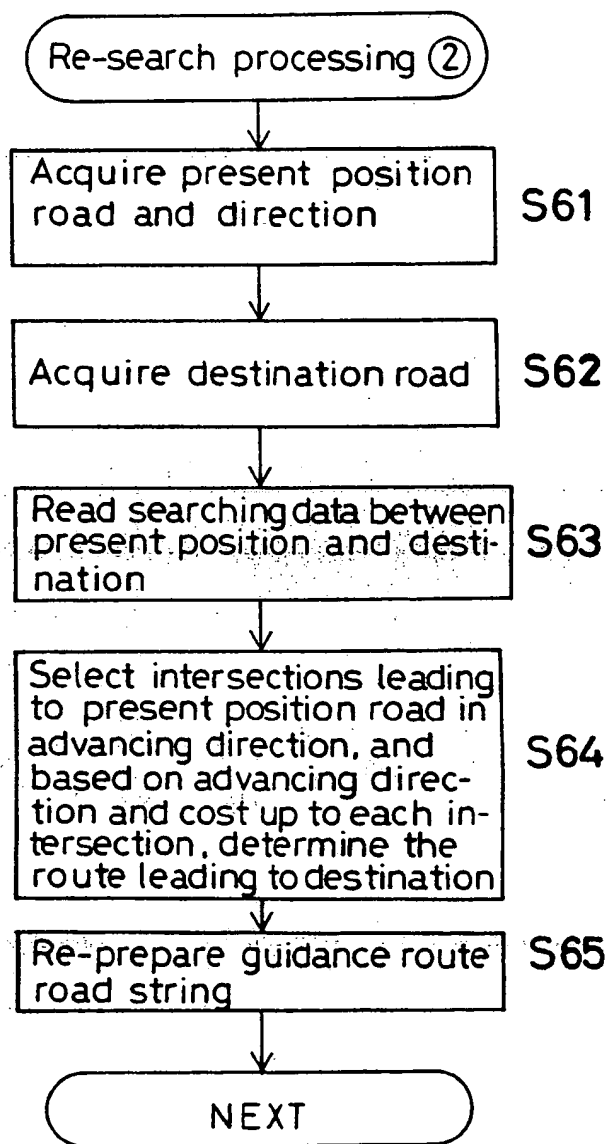 Re-search processing ②
Acquire present position
road and direction
S61
Acquire destination road
S62
Read searching data between
present position and desti-
nation
S63
Select intersections leading
to present position road in
advancing direction, and
based on advancing direc-
tion and cost up to each in-
tersection, determine the
route leading to destination
S64
Re-prepare guidance route
road string
S65
NEXT